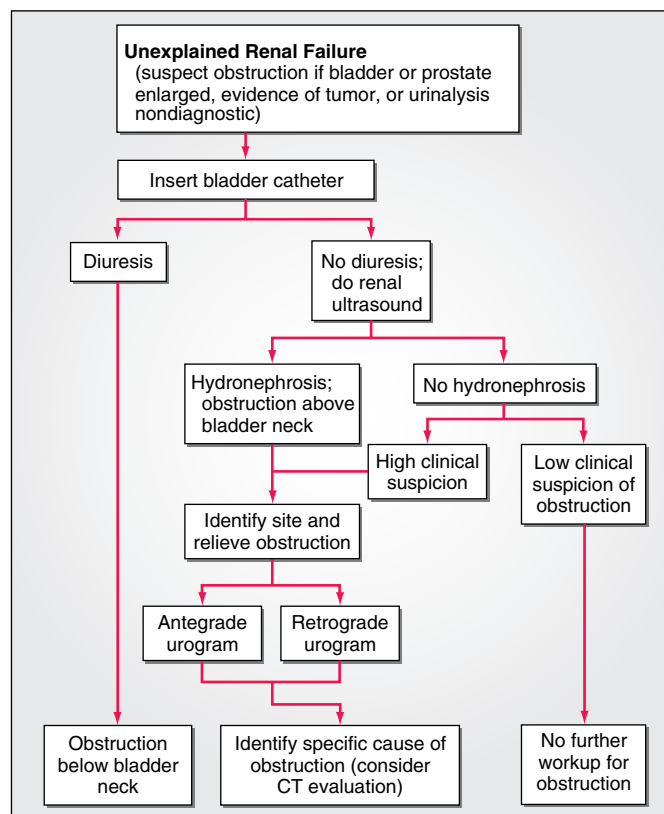 Unexplained Renal Failure
(suspect obstruction if bladder or prostate
enlarged, evidence of tumor, or urinalysis
nondiagnostic)
Insert bladder catheter
Diuresis
No diuresis;
do renal
ultrasound
Hydronephrosis;
obstruction above
bladder neck
No hydronephrosis
High clinical
suspicion
Low clinical
suspicion of
obstruction
Identify site and
relieve obstruction
Antegrade
urogram
Retrograde
urogram
Obstruction
below bladder
neck
Identify specific cause of
obstruction (consider
CT evaluation)
No further
workup for
obstruction